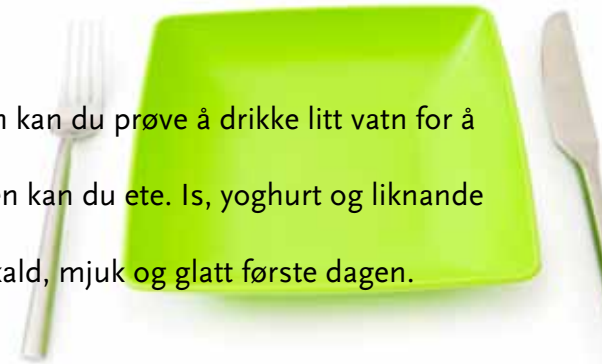 kan du prøve å drikke litt vatn for å
kan du ete. Is, yoghurt og liknande
mjuk og glatt første dagen.